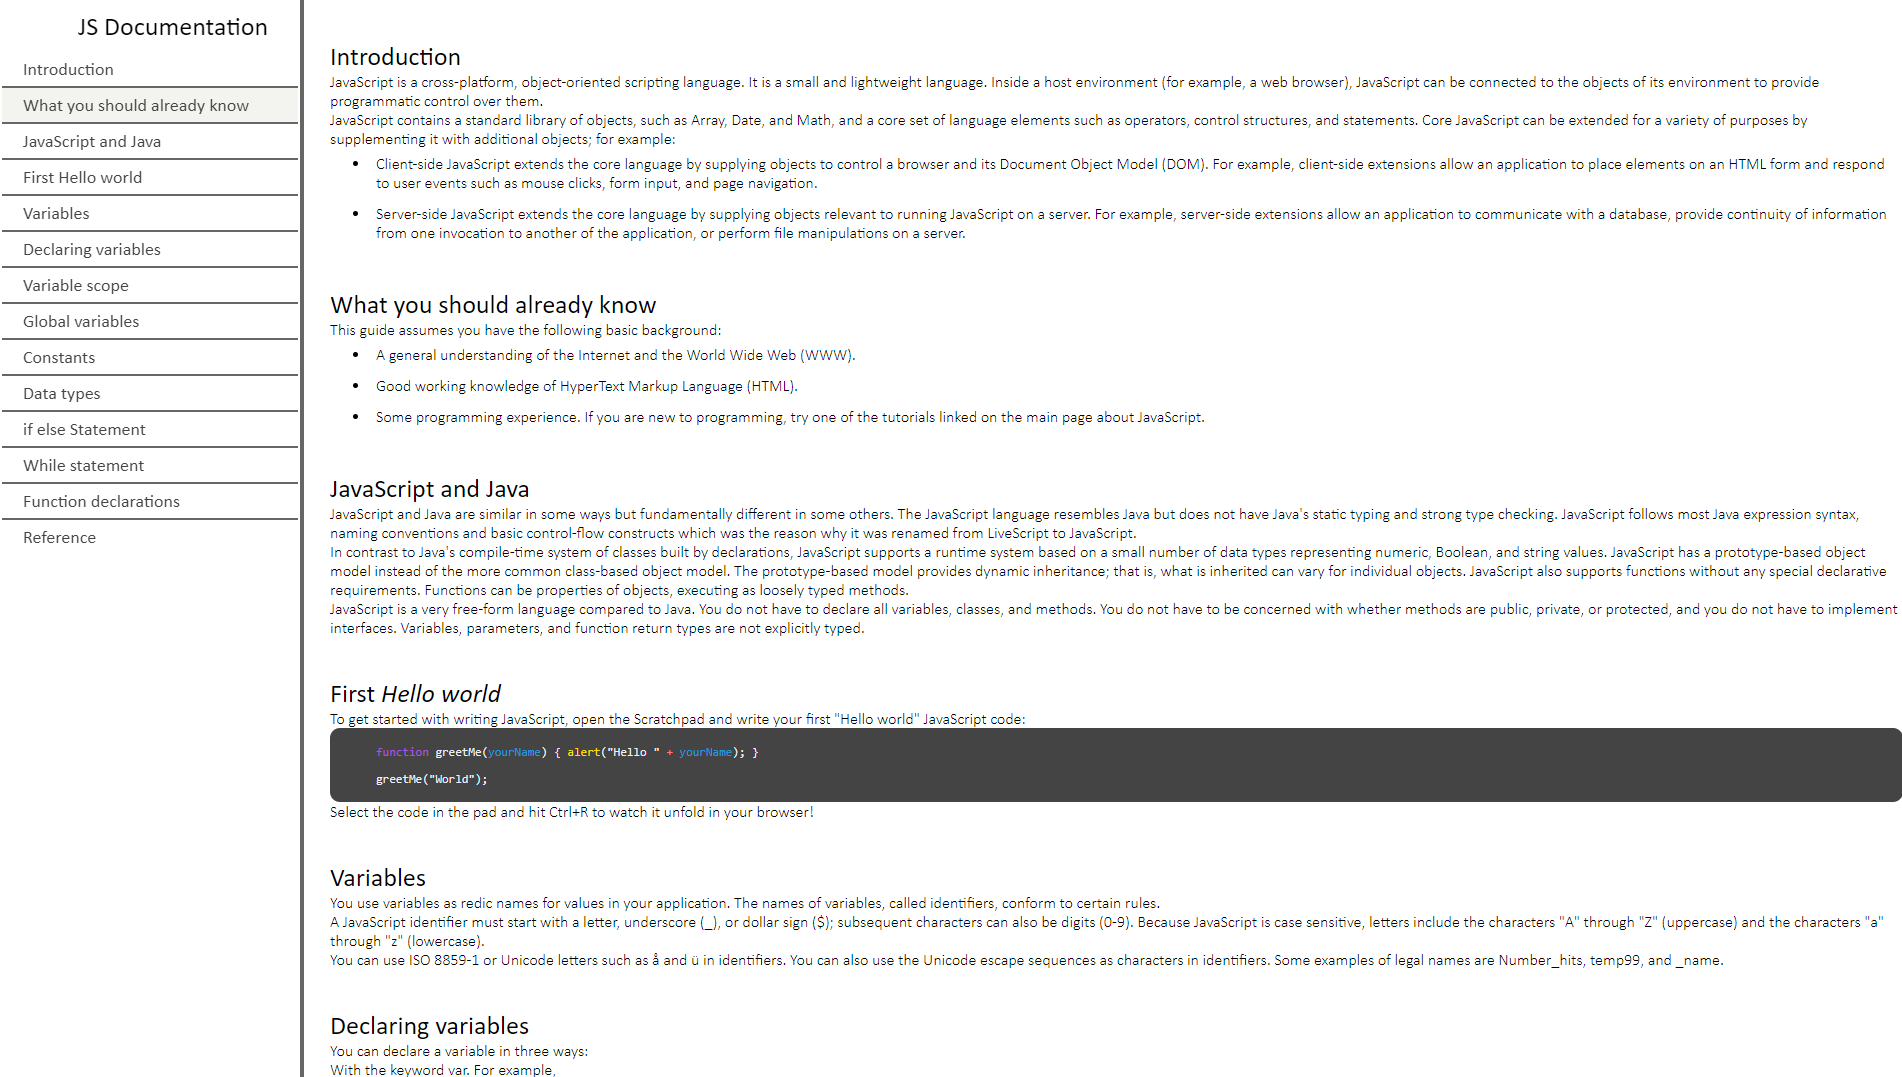 JS Documentation
Introduction
What you should already know
JavaScript and Java
First Hello world
Variables
Declaring variables
Variable scope
Global variables
Constants
Data types
if else Statement
While statement
Function declarations
Reference
Introduction
JavaScript is a cross-platform, object-oriented scripting language. It is a small and lightweight language. Inside a host environment (for example, a web browser), JavaScript can be connected to the objects of its environment to provide
programmatic control over them.
JavaScript contains a standard library of objects, such as Array, Date, and Math, and a core set of language elements such as operators, control structures, and statements. Core JavaScript can be extended for a variety of purposes by
supplementing it with additional objects; for example:
• Client-side JavaScript extends the core language by supplying objects to control a browser and its Document Object Model (DOM). For example, client-side extensions allow an application to place elements on an HTML form and respond
to user events such as mouse clicks, form input, and page navigation.
• Server-side JavaScript extends the core language by supplying objects relevant to running JavaScript on a server. For example, server-side extensions allow an application to communicate with a database, provide continuity of information
from one invocation to another of the application, or perform file manipulations on a server.
What you should already know
This guide assumes you have the following basic background:
• A general understanding of the Internet and the World Wide Web (WWW).
• Good working knowledge of HyperText Markup Language (HTML).
• Some programming experience. If you are new to programming, try one of the tutorials linked on the main page about JavaScript.
JavaScript and Java
JavaScript and Java are similar in some ways but fundamentally different in some others. The JavaScript language resembles Java but does not have Java's static typing and strong type checking. JavaScript follows most Java expression syntax,
naming conventions and basic control-flow constructs which was the reason why it was renamed from LiveScript to JavaScript.
In contrast to Java's compile-time system of classes built by declarations, JavaScript supports a runtime system based on a small number of data types representing numeric, Boolean, and string values. JavaScript has a prototype-based object
model instead of the more common class-based object model. The prototype-based model provides dynamic inheritance; that is, what is inherited can vary for individual objects. JavaScript also supports functions without any special declarative
requirements. Functions can be properties of objects, executing as loosely typed methods.
JavaScript is a very free-form language compared to Java. You do not have to declare all variables, classes, and methods. You do not have to be concerned with whether methods are public, private, or protected, and you do not have to implement
interfaces. Variables, parameters, and function return types are not explicitly typed.
First Hello world
To get started with writing JavaScript, open the Scratchpad and write your first "Hello world" JavaScript code:
function greetMe(yourName) { alert("Hello " + yourName); }
greetMe("World");
Select the code in the pad and hit Ctrl+R to watch it unfold in your browser!
Variables
You use variables as redic names for values in your application. The names of variables, called identifiers, conform to certain rules.
A JavaScript identifier must start with a letter, underscore (_), or dollar sign ($); subsequent characters can also be digits (0-9). Because JavaScript is case sensitive, letters include the characters "A" through "Z" (uppercase) and the characters "a"
through "z" (lowercase).
You can use ISO 8859-1 or Unicode letters such as å and ü in identifiers. You can also use the Unicode escape sequences as characters in identifiers. Some examples of legal names are Number_hits, temp99, and _name.
Declaring variables
You can declare a variable in three ways:
With the keyword var. For example,